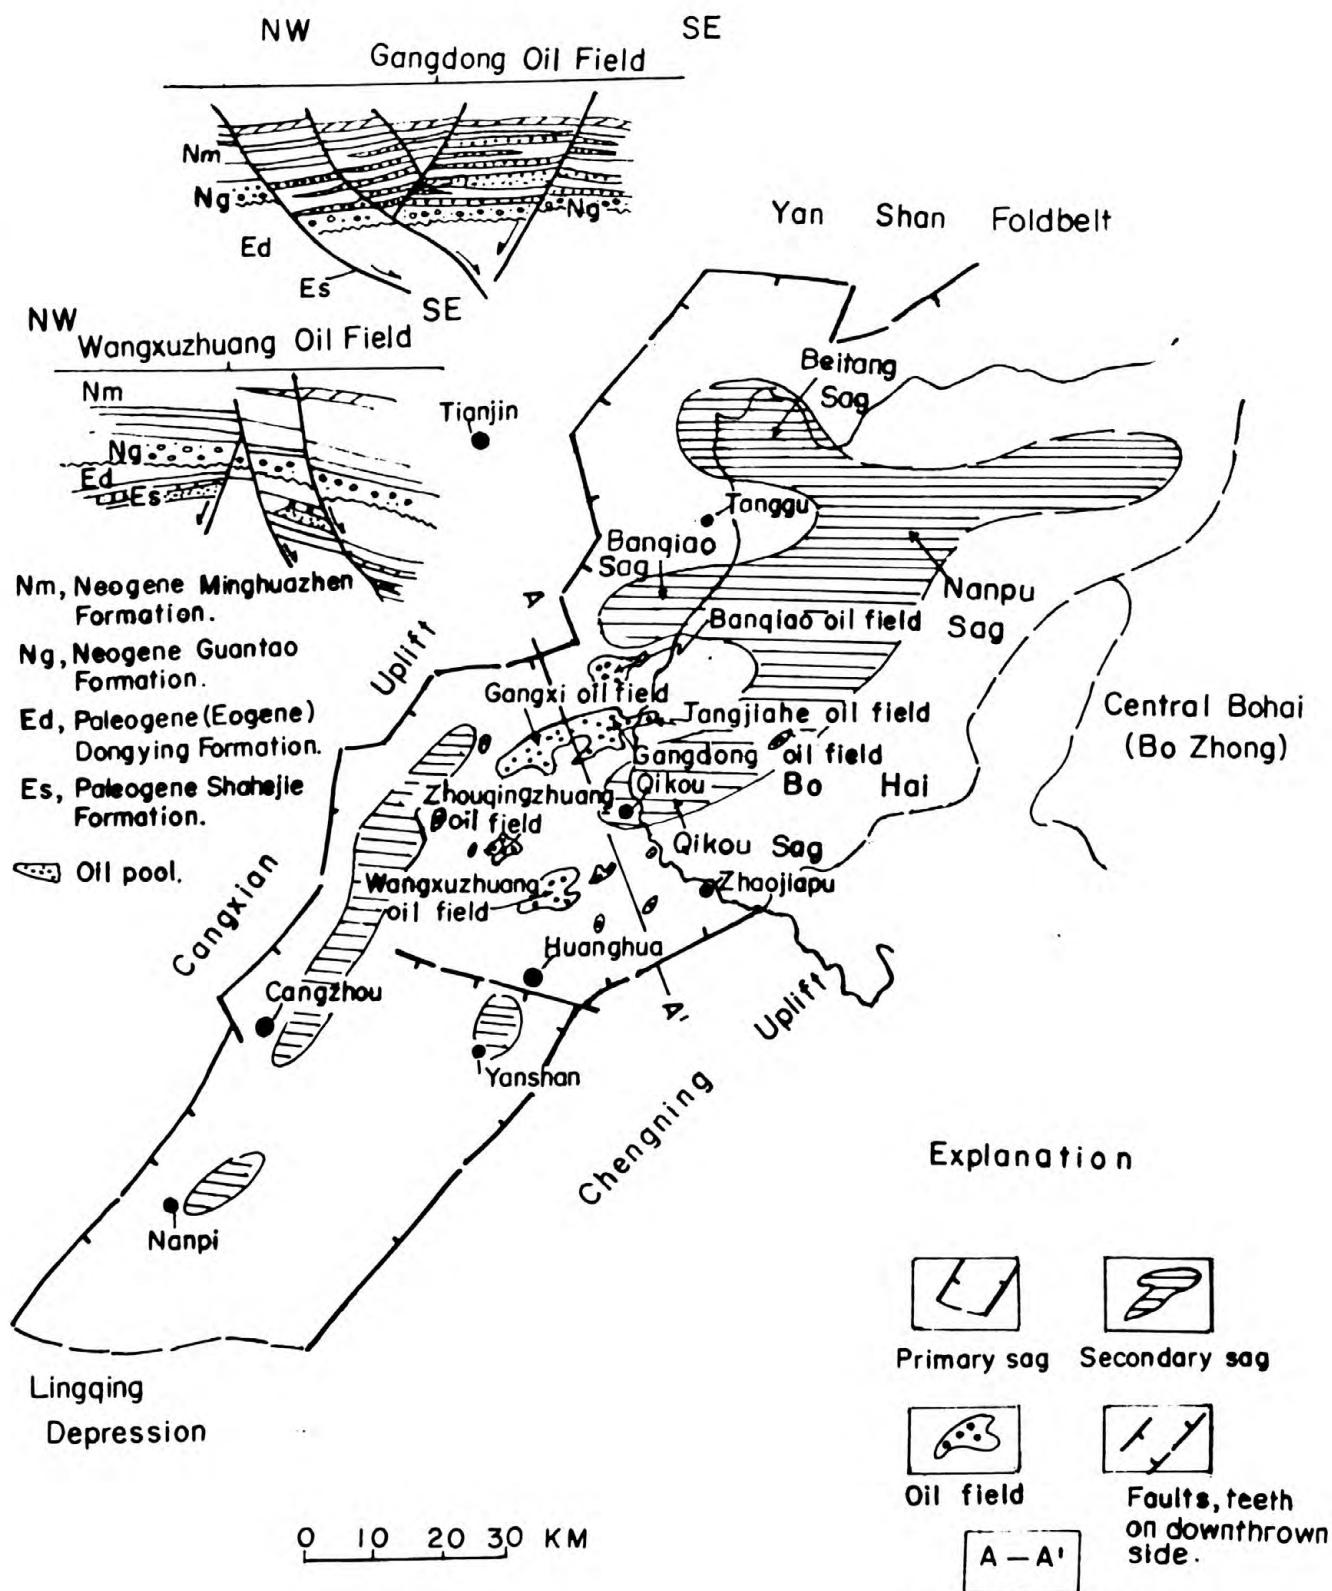 NW
SE
Gangdong Oil Field
Nm
Ng
Ng
Ed
Es
NW
SE
Wangxuzhuang Oil Field
Nm
Ng
Ed
Es
Nm, Neogene Minghuazhen
Formation.
Ng, Neogene Guantao
Formation.
Ed, Paleogene (Eogene)
Dongying Formation.
Es, Paleogene Shahejie
Formation.
Oil pool.
Yan Shan Foldbelt
Beitang
Sag
Tianjin
Tanggu
Banqiao
Sag
Nanpu
Sag
A
Banqiao oil field
Uplift
Gangxi oil field
Tangjiahe oil field
Gangdong oil field
Central Bohai
(Bo Zhong)
Qikou
Bo Hai
Zhouqingzhuang
oil field
Qikou Sag
Zhaojiapu
Wangxuzhuang
oil field
Cangxian
Huanghua
Cangzhou
A'
Uplift
Yanshan
Chengning
Nanpi
Lingqing
Depression
Explanation
Primary sag
Secondary sag
Oil field
Faults, teeth
on downthrown
side.
A – A'
0 10 20 30 KM